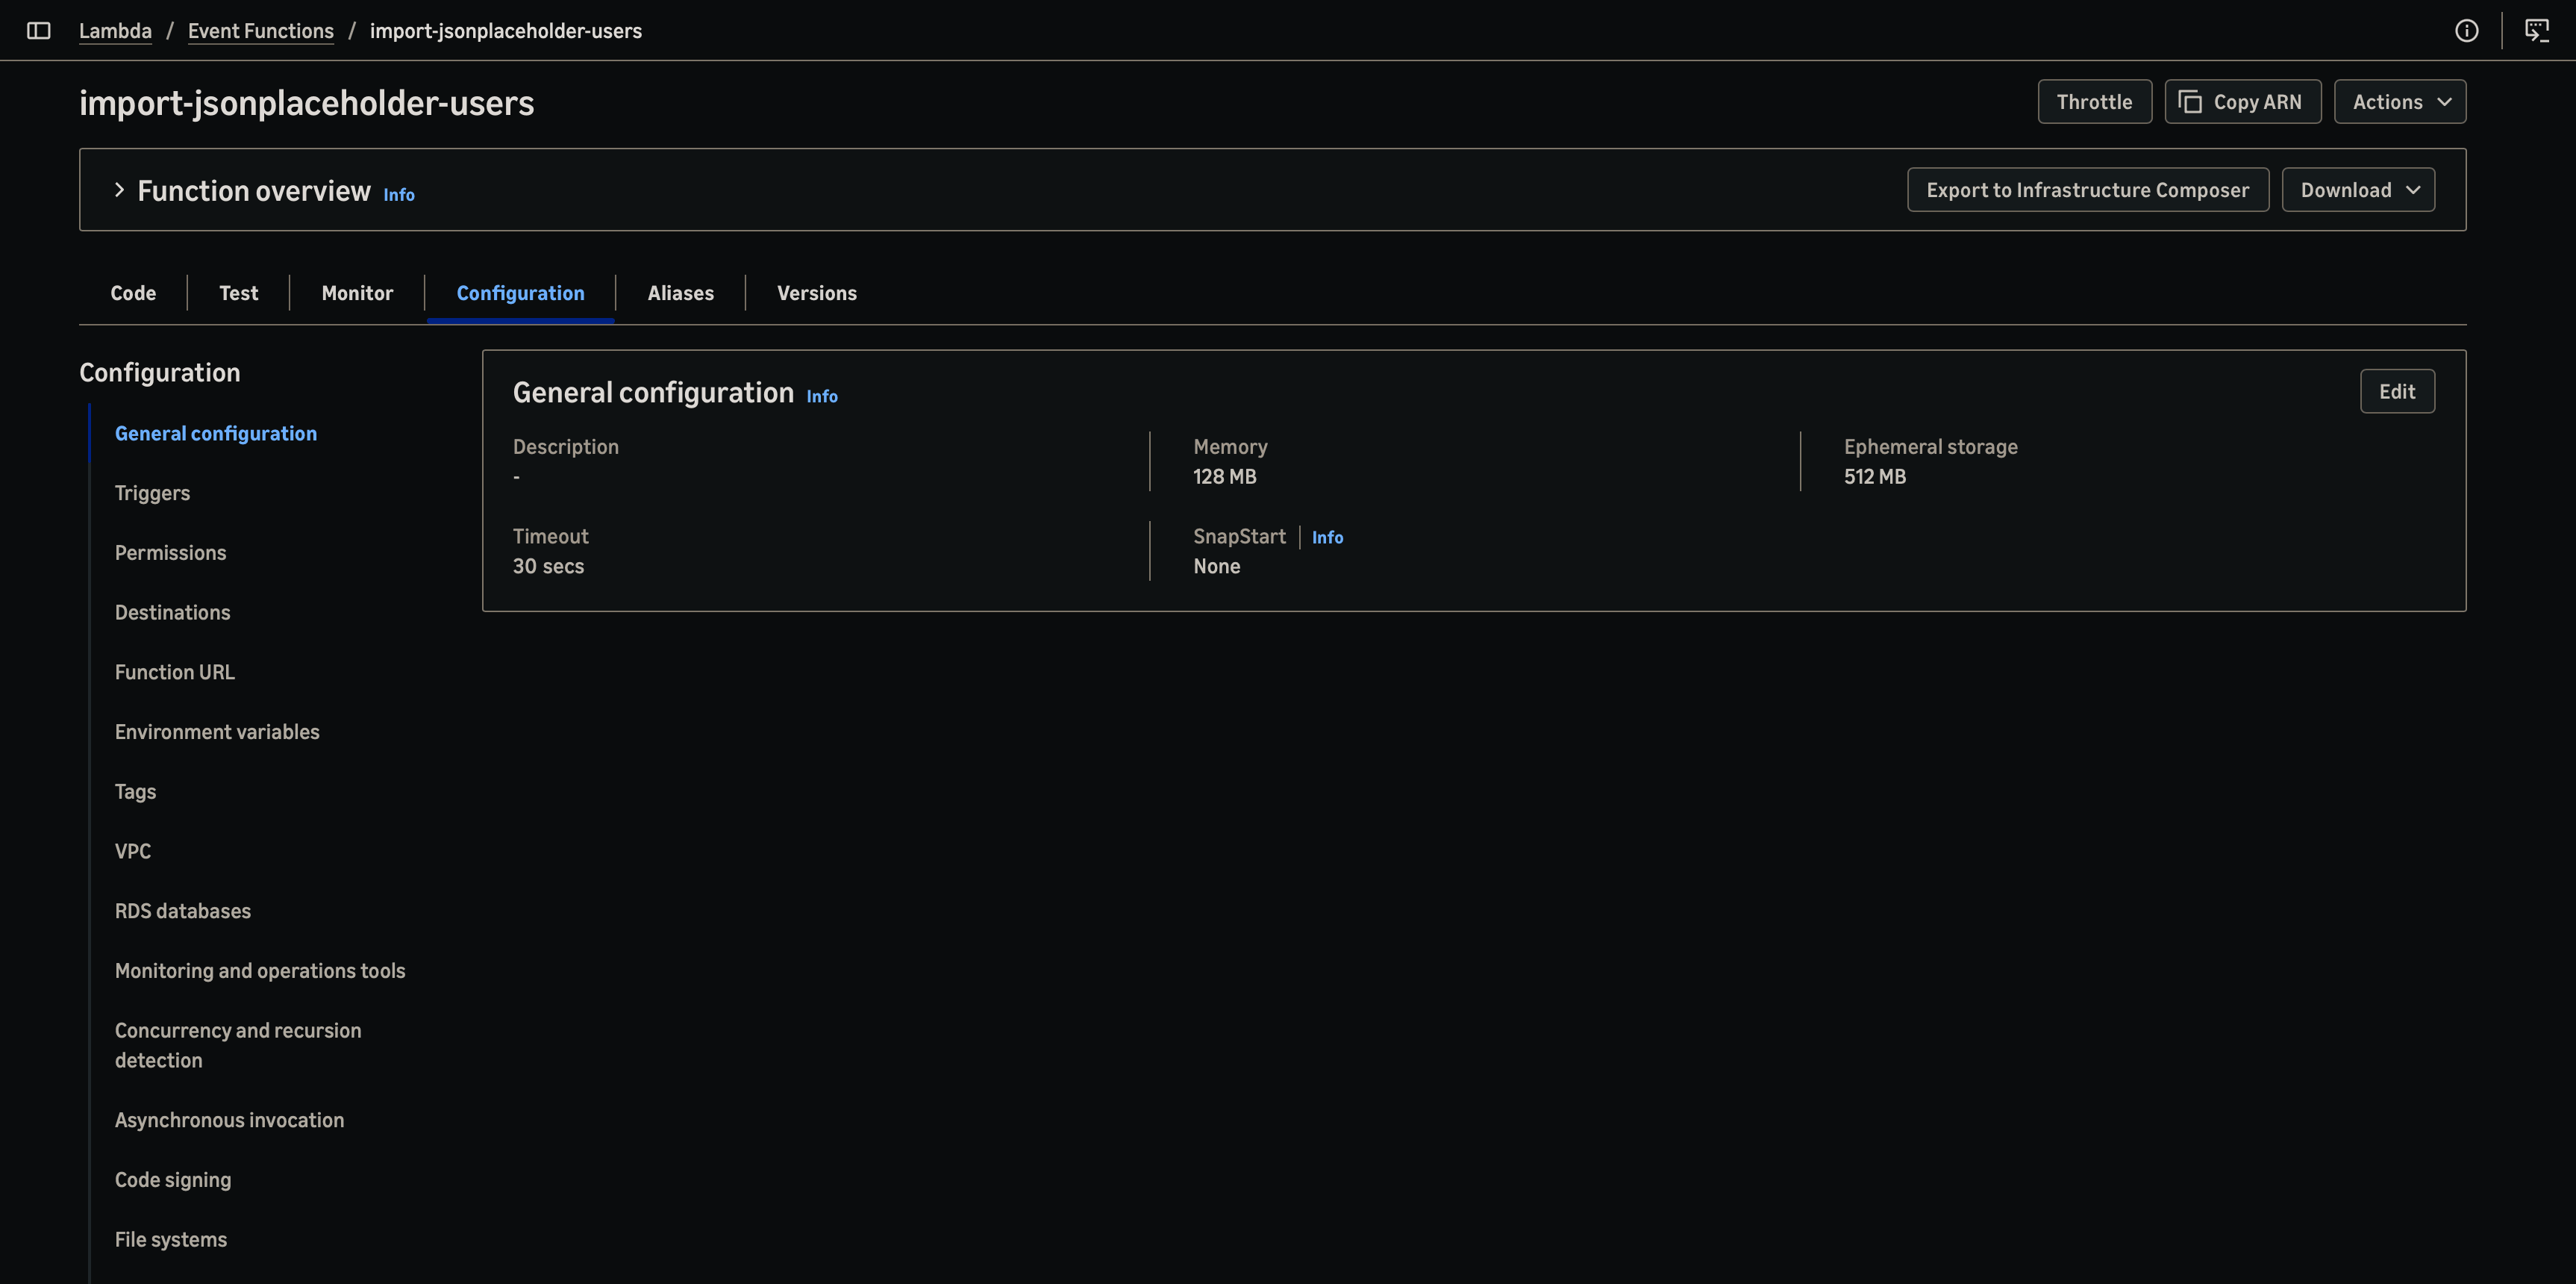 Lambda / Event Functions / import-jsonplaceholder-users
import-jsonplaceholder-users
Throttle
Copy ARN
Actions
Function overview Info
Export to Infrastructure Composer
Download
Code
Test
Monitor
Configuration
Aliases
Versions
Configuration
General configuration
Triggers
Permissions
Destinations
Function URL
Environment variables
Tags
VPC
RDS databases
Monitoring and operations tools
Concurrency and recursion
detection
Asynchronous invocation
Code signing
File systems
General configuration Info
Edit
Description
-
Memory
128 MB
Ephemeral storage
512 MB
Timeout
30 secs
SnapStart Info
None